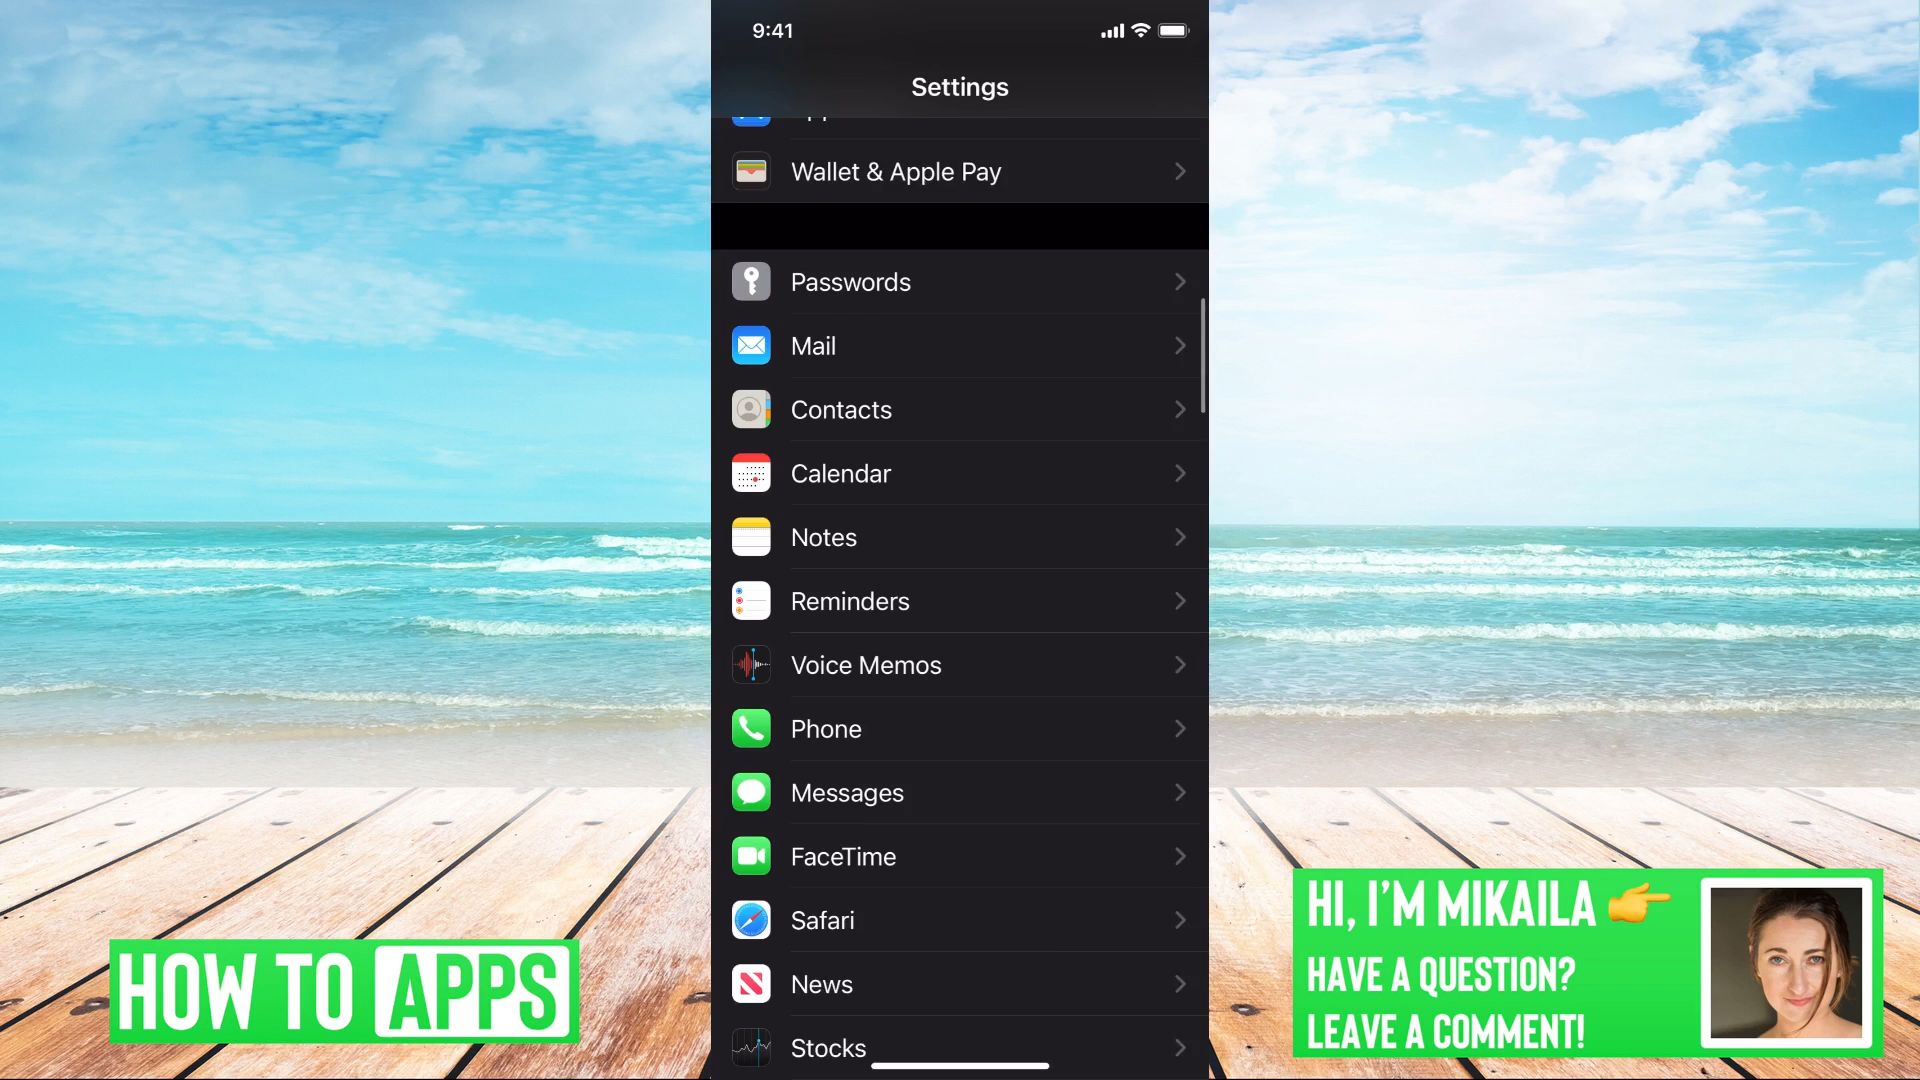 9:41
Settings
Wallet & Apple Pay
Passwords
Mail
Contacts
Calendar
Notes
Reminders
Voice Memos
Phone
Messages
FaceTime
Safari
News
Stocks
HOW TO APPS
HI, I'M MIKAILA 👉
HAVE A QUESTION?
LEAVE A COMMENT!